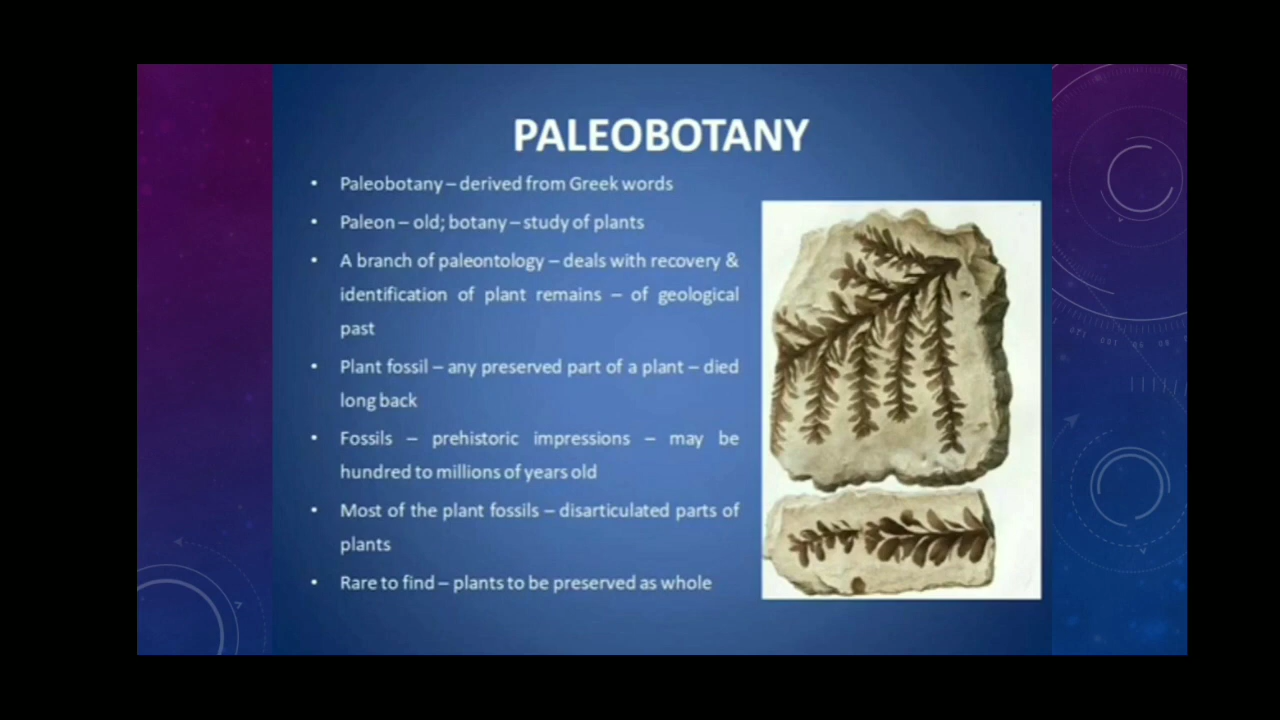 PALEOBOTANY
• Paleobotany – derived from Greek words
• Paleon – old; botany – study of plants
• A branch of paleontology – deals with recovery &
identification of plant remains – of geological
past
• Plant fossil – any preserved part of a plant – died
long back
• Fossils – prehistoric impressions – may be
hundred to millions of years old
• Most of the plant fossils – disarticulated parts of
plants
• Rare to find – plants to be preserved as whole